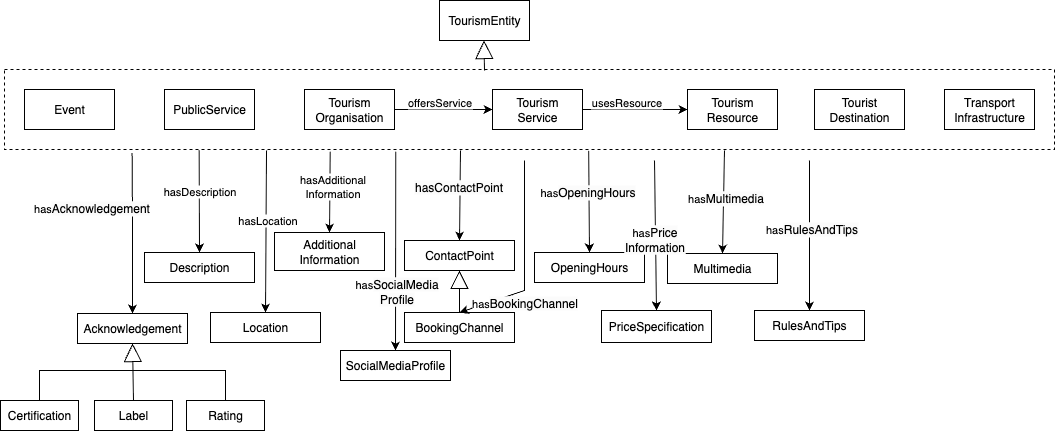 TourismEntity
Event
PublicService
Tourism
Organisation
offersService
Tourism
Service
usesResource
Tourism
Resource
Tourist
Destination
Transport
Infrastructure
hasAcknowledgement
hasDescription
hasLocation
hasAdditional
Information
hasSocialMedia
Profile
hasContactPoint
hasBookingChannel
hasOpeningHours
hasPrice
Information
hasMultimedia
hasRulesAndTips
Description
Additional
Information
ContactPoint
OpeningHours
Multimedia
Acknowledgement
Location
BookingChannel
PriceSpecification
RulesAndTips
SocialMediaProfile
Certification
Label
Rating